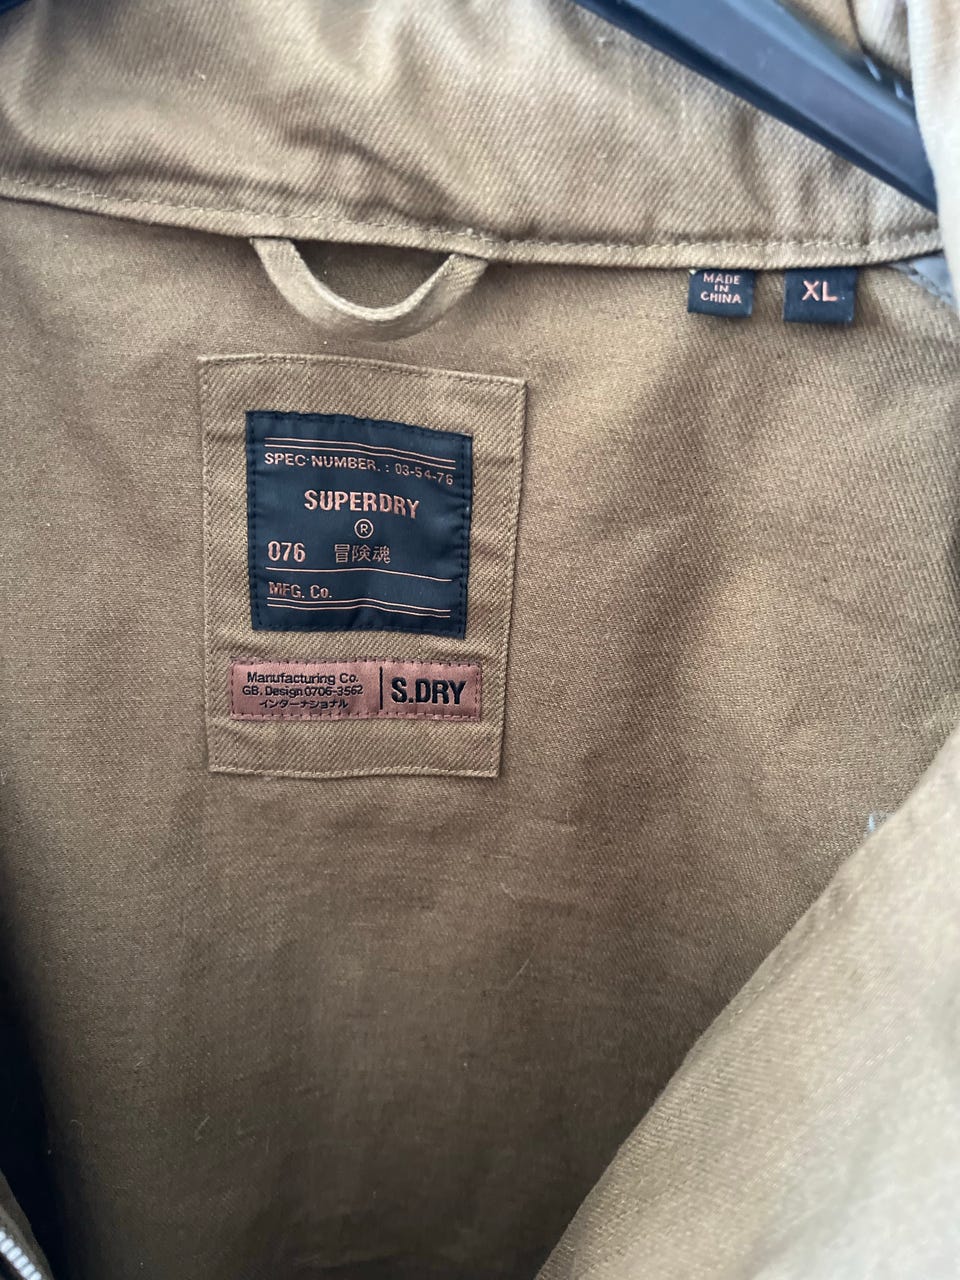 MADE
IN
CHINA
XL
SPEC·NUMBER. : 03-54-76
SUPERDRY
®
076 冒険魂
MFG. Co.
Manufacturing Co.
GB. Design 0706-3562
インターナショナル
S.DRY